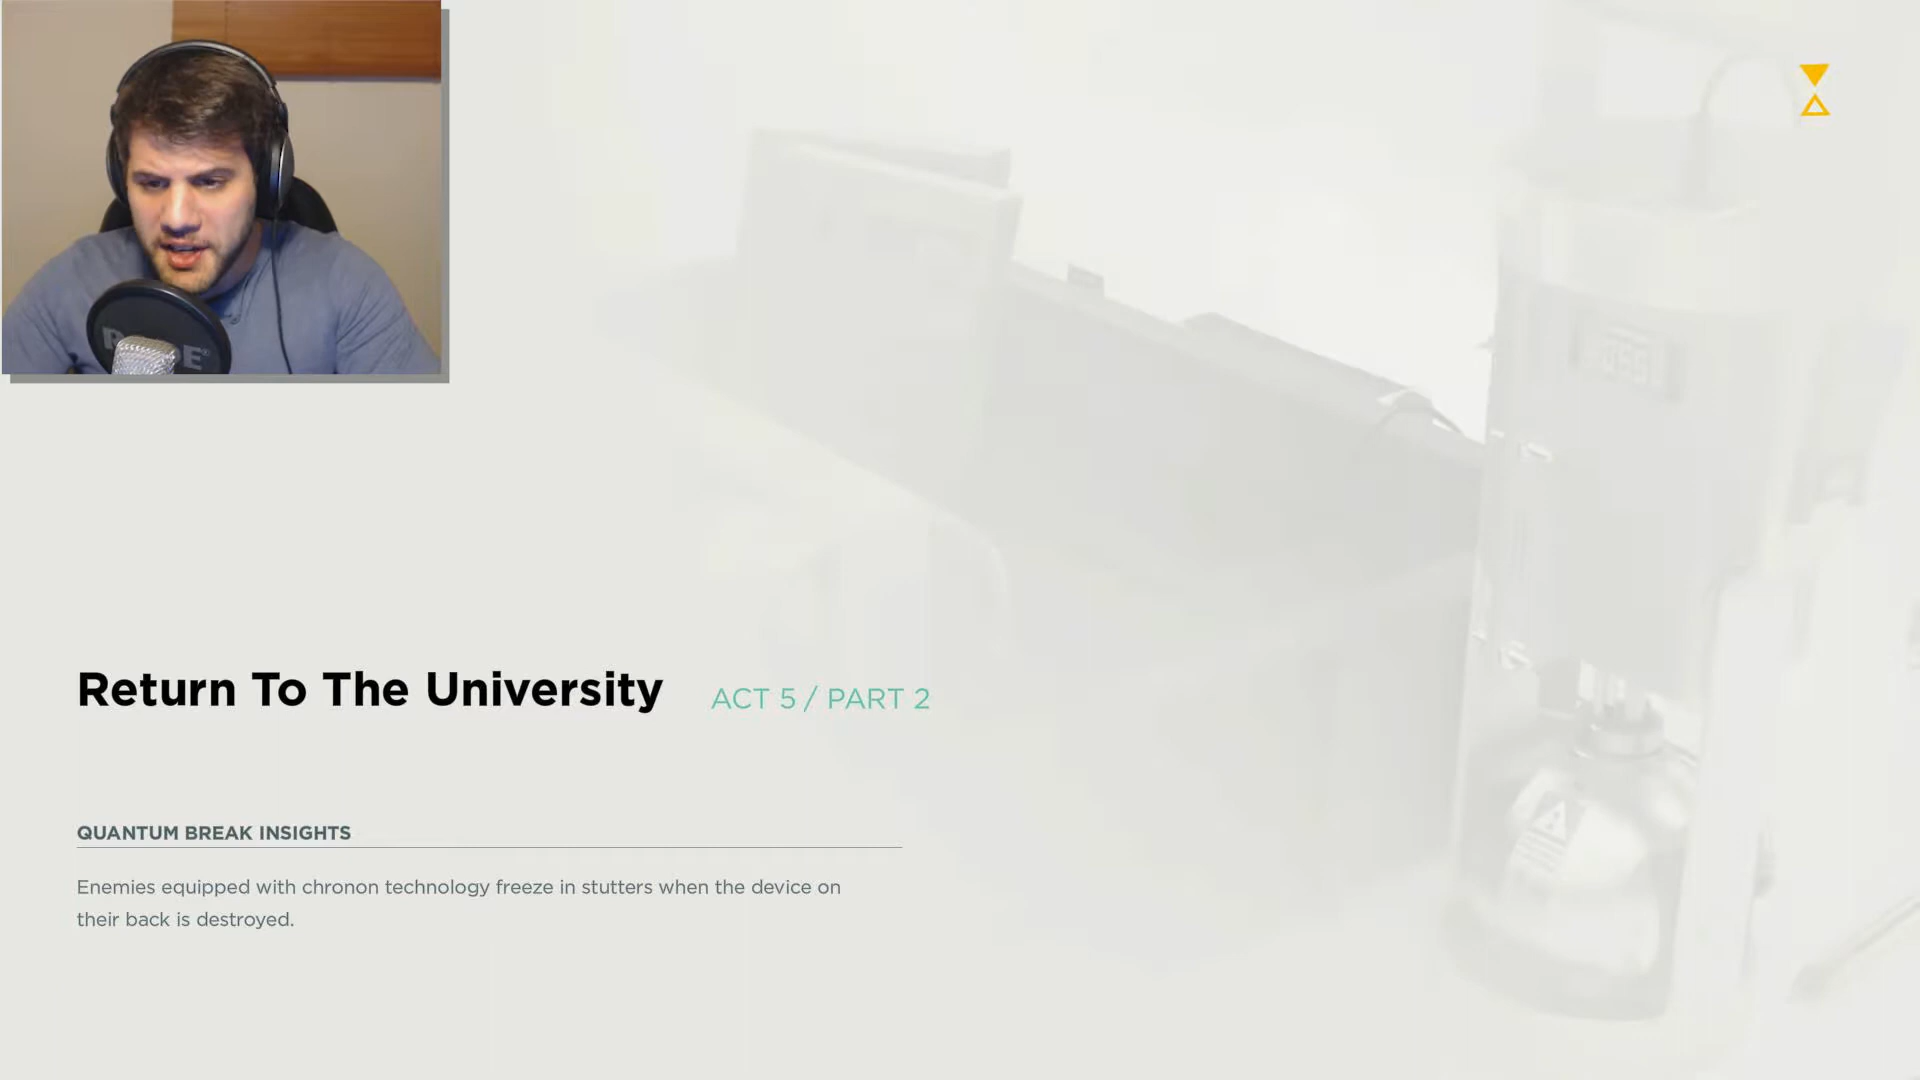 Return To The University ACT 5 / PART 2
QUANTUM BREAK INSIGHTS
Enemies equipped with chronon technology freeze in stutters when the device on
their back is destroyed.